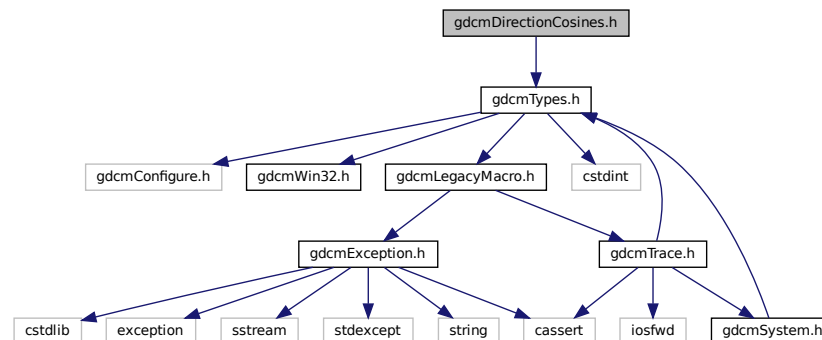 gdcmDirectionCosines.h
gdcmTypes.h
gdcmConfigure.h
gdcmWin32.h
gdcmLegacyMacro.h
cstdint
gdcmException.h
gdcmTrace.h
cstdlib
exception
sstream
stdexcept
string
cassert
iosfwd
gdcmSystem.h